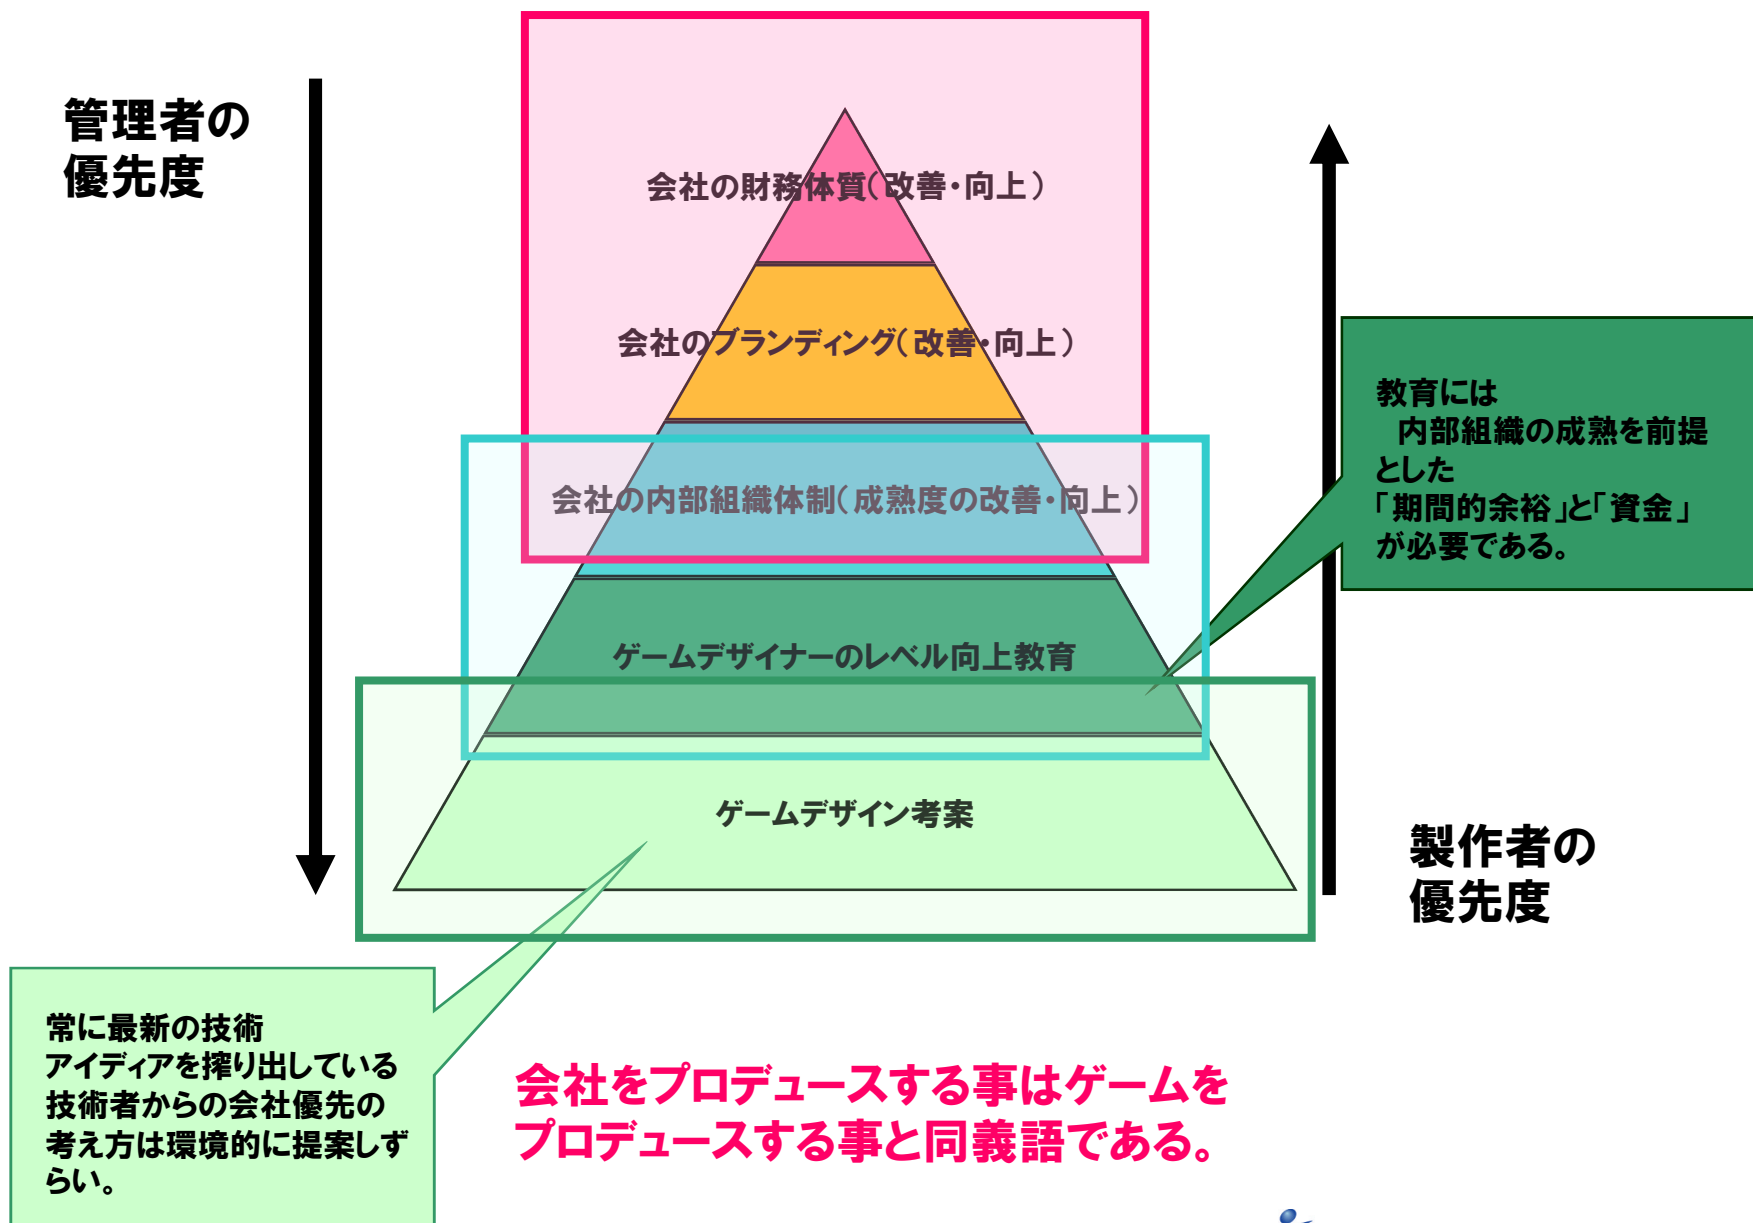 管理者の
優先度
会社の財務体質(改善・向上)
会社のブランディング(改善・向上)
会社の内部組織体制(成熟度の改善・向上)
ゲームデザイナーのレベル向上教育
ゲームデザイン考案
教育には
内部組織の成熟を前提
とした
「期間的余裕」と「資金」
が必要である。
製作者の
優先度
常に最新の技術
アイディアを搾り出している
技術者からの会社優先の
考え方は環境的に提案しず
らい。
会社をプロデュースする事はゲームを
プロデュースする事と同義語である。